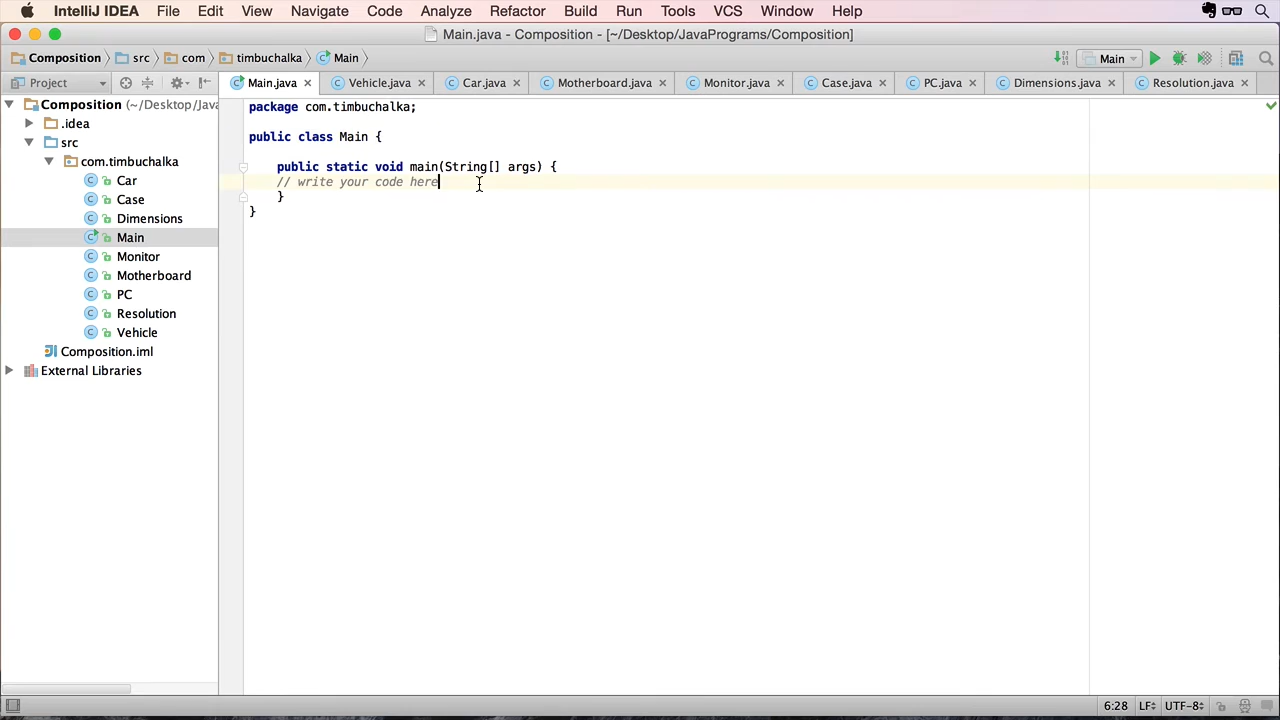 IntelliJ IDEA File Edit View Navigate Code Analyze Refactor Build Run Tools VCS Window Help
Main.java - Composition - [~/Desktop/JavaPrograms/Composition]
Composition src com timbuchalka Main Main
Project Main.java Vehicle.java Car.java Motherboard.java Monitor.java Case.java PC.java Dimensions.java Resolution.java
Composition (~/Desktop/Java
.idea
src
com.timbuchalka
Car
Case
Dimensions
Main
Monitor
Motherboard
PC
Resolution
Vehicle
Composition.iml
External Libraries
package com.timbuchalka;
public class Main {
public static void main(String[] args) {
// write your code here
}
}
6:28 LF UTF-8